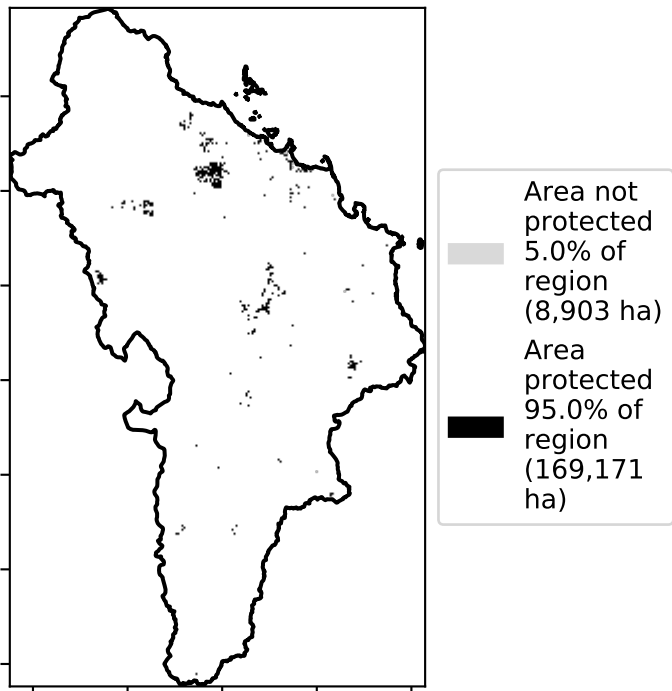 Area not
protected
5.0% of
region
(8,903 ha)
Area
protected
95.0% of
region
(169,171
ha)